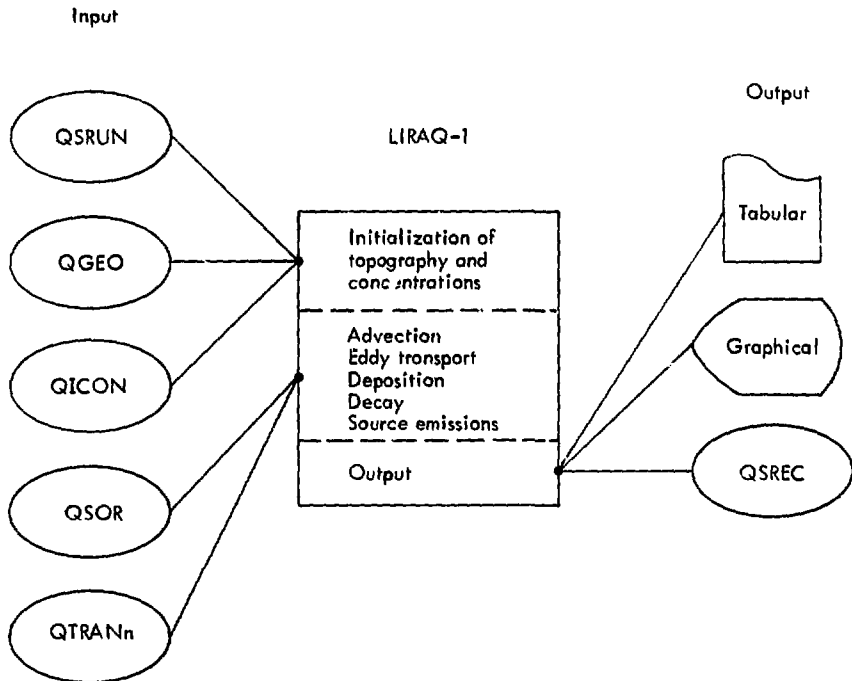 Input
QSRUN
QGEO
QICON
QSOR
QTRANn
LIRAQ-1
Initialization of
topography and
concentrations
Advection
Eddy transport
Deposition
Decay
Source emissions
Output
Output
Tabular
Graphical
QSREC